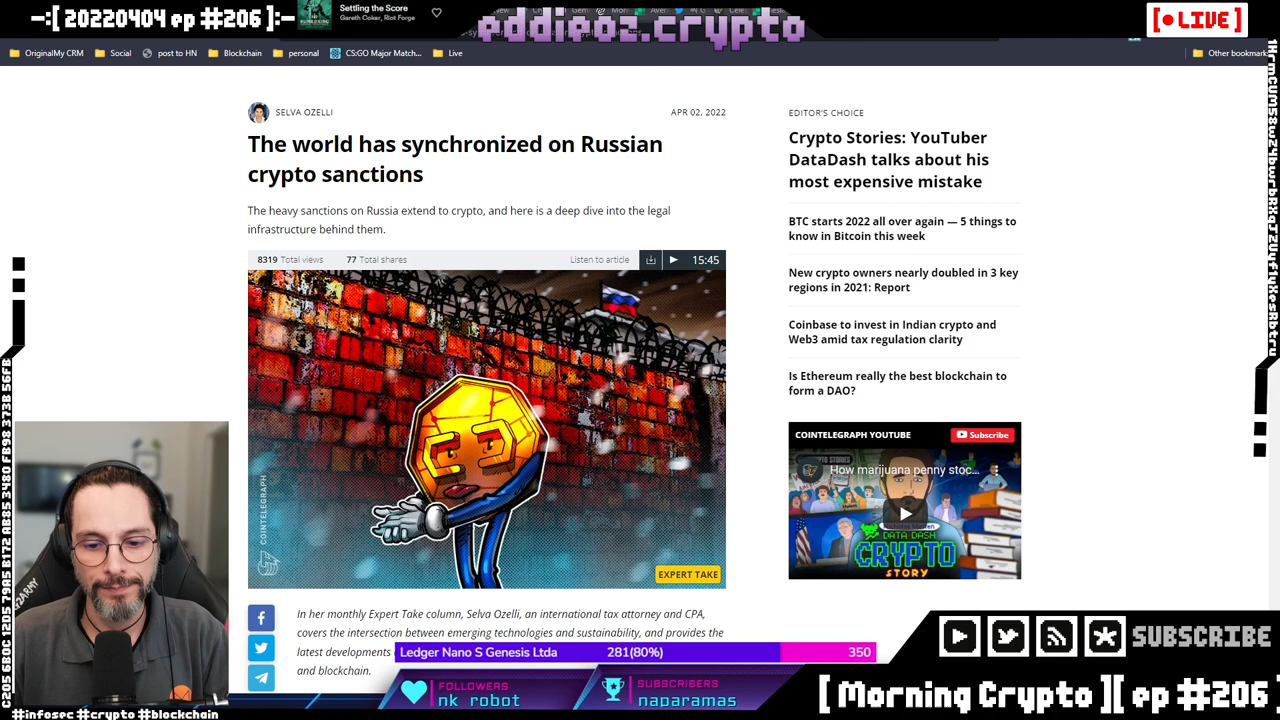 -:[ 20220404 ep #206 ]:-
Settling the Score
Gareth Coker, Riot Forge
eddieoz.crypto
[ LIVE ]
OriginalMy CRM
Social
post to HN
Blockchain
personal
CS:GO Major Match...
Live
Other bookmark
SELVA OZELLI
APR 02, 2022
The world has synchronized on Russian
crypto sanctions
The heavy sanctions on Russia extend to crypto, and here is a deep dive into the legal
infrastructure behind them.
8319 Total views
77 Total shares
Listen to article
15:45
COINTELEGRAPH
EXPERT TAKE
In her monthly Expert Take column, Selva Ozelli, an international tax attorney and CPA,
covers the intersection between emerging technologies and sustainability, and provides the
latest developments
and blockchain.
EDITOR'S CHOICE
Crypto Stories: YouTuber
DataDash talks about his
most expensive mistake
BTC starts 2022 all over again — 5 things to
know in Bitcoin this week
New crypto owners nearly doubled in 3 key
regions in 2021: Report
Coinbase to invest in Indian crypto and
Web3 amid tax regulation clarity
Is Ethereum really the best blockchain to
form a DAO?
COINTELEGRAPH YOUTUBE
Subscribe
How marijuana penny stoc...
DATA DASH
CRYPTO
STORY
Ledger Nano S Genesis Ltda
281(80%)
350
FOLLOWERS
nk_robot
SUBSCRIBERS
naparamas
SUBSCRIBE
[ Morning Crypto ][ ep #206 ]
#infosec #crypto #blockchain